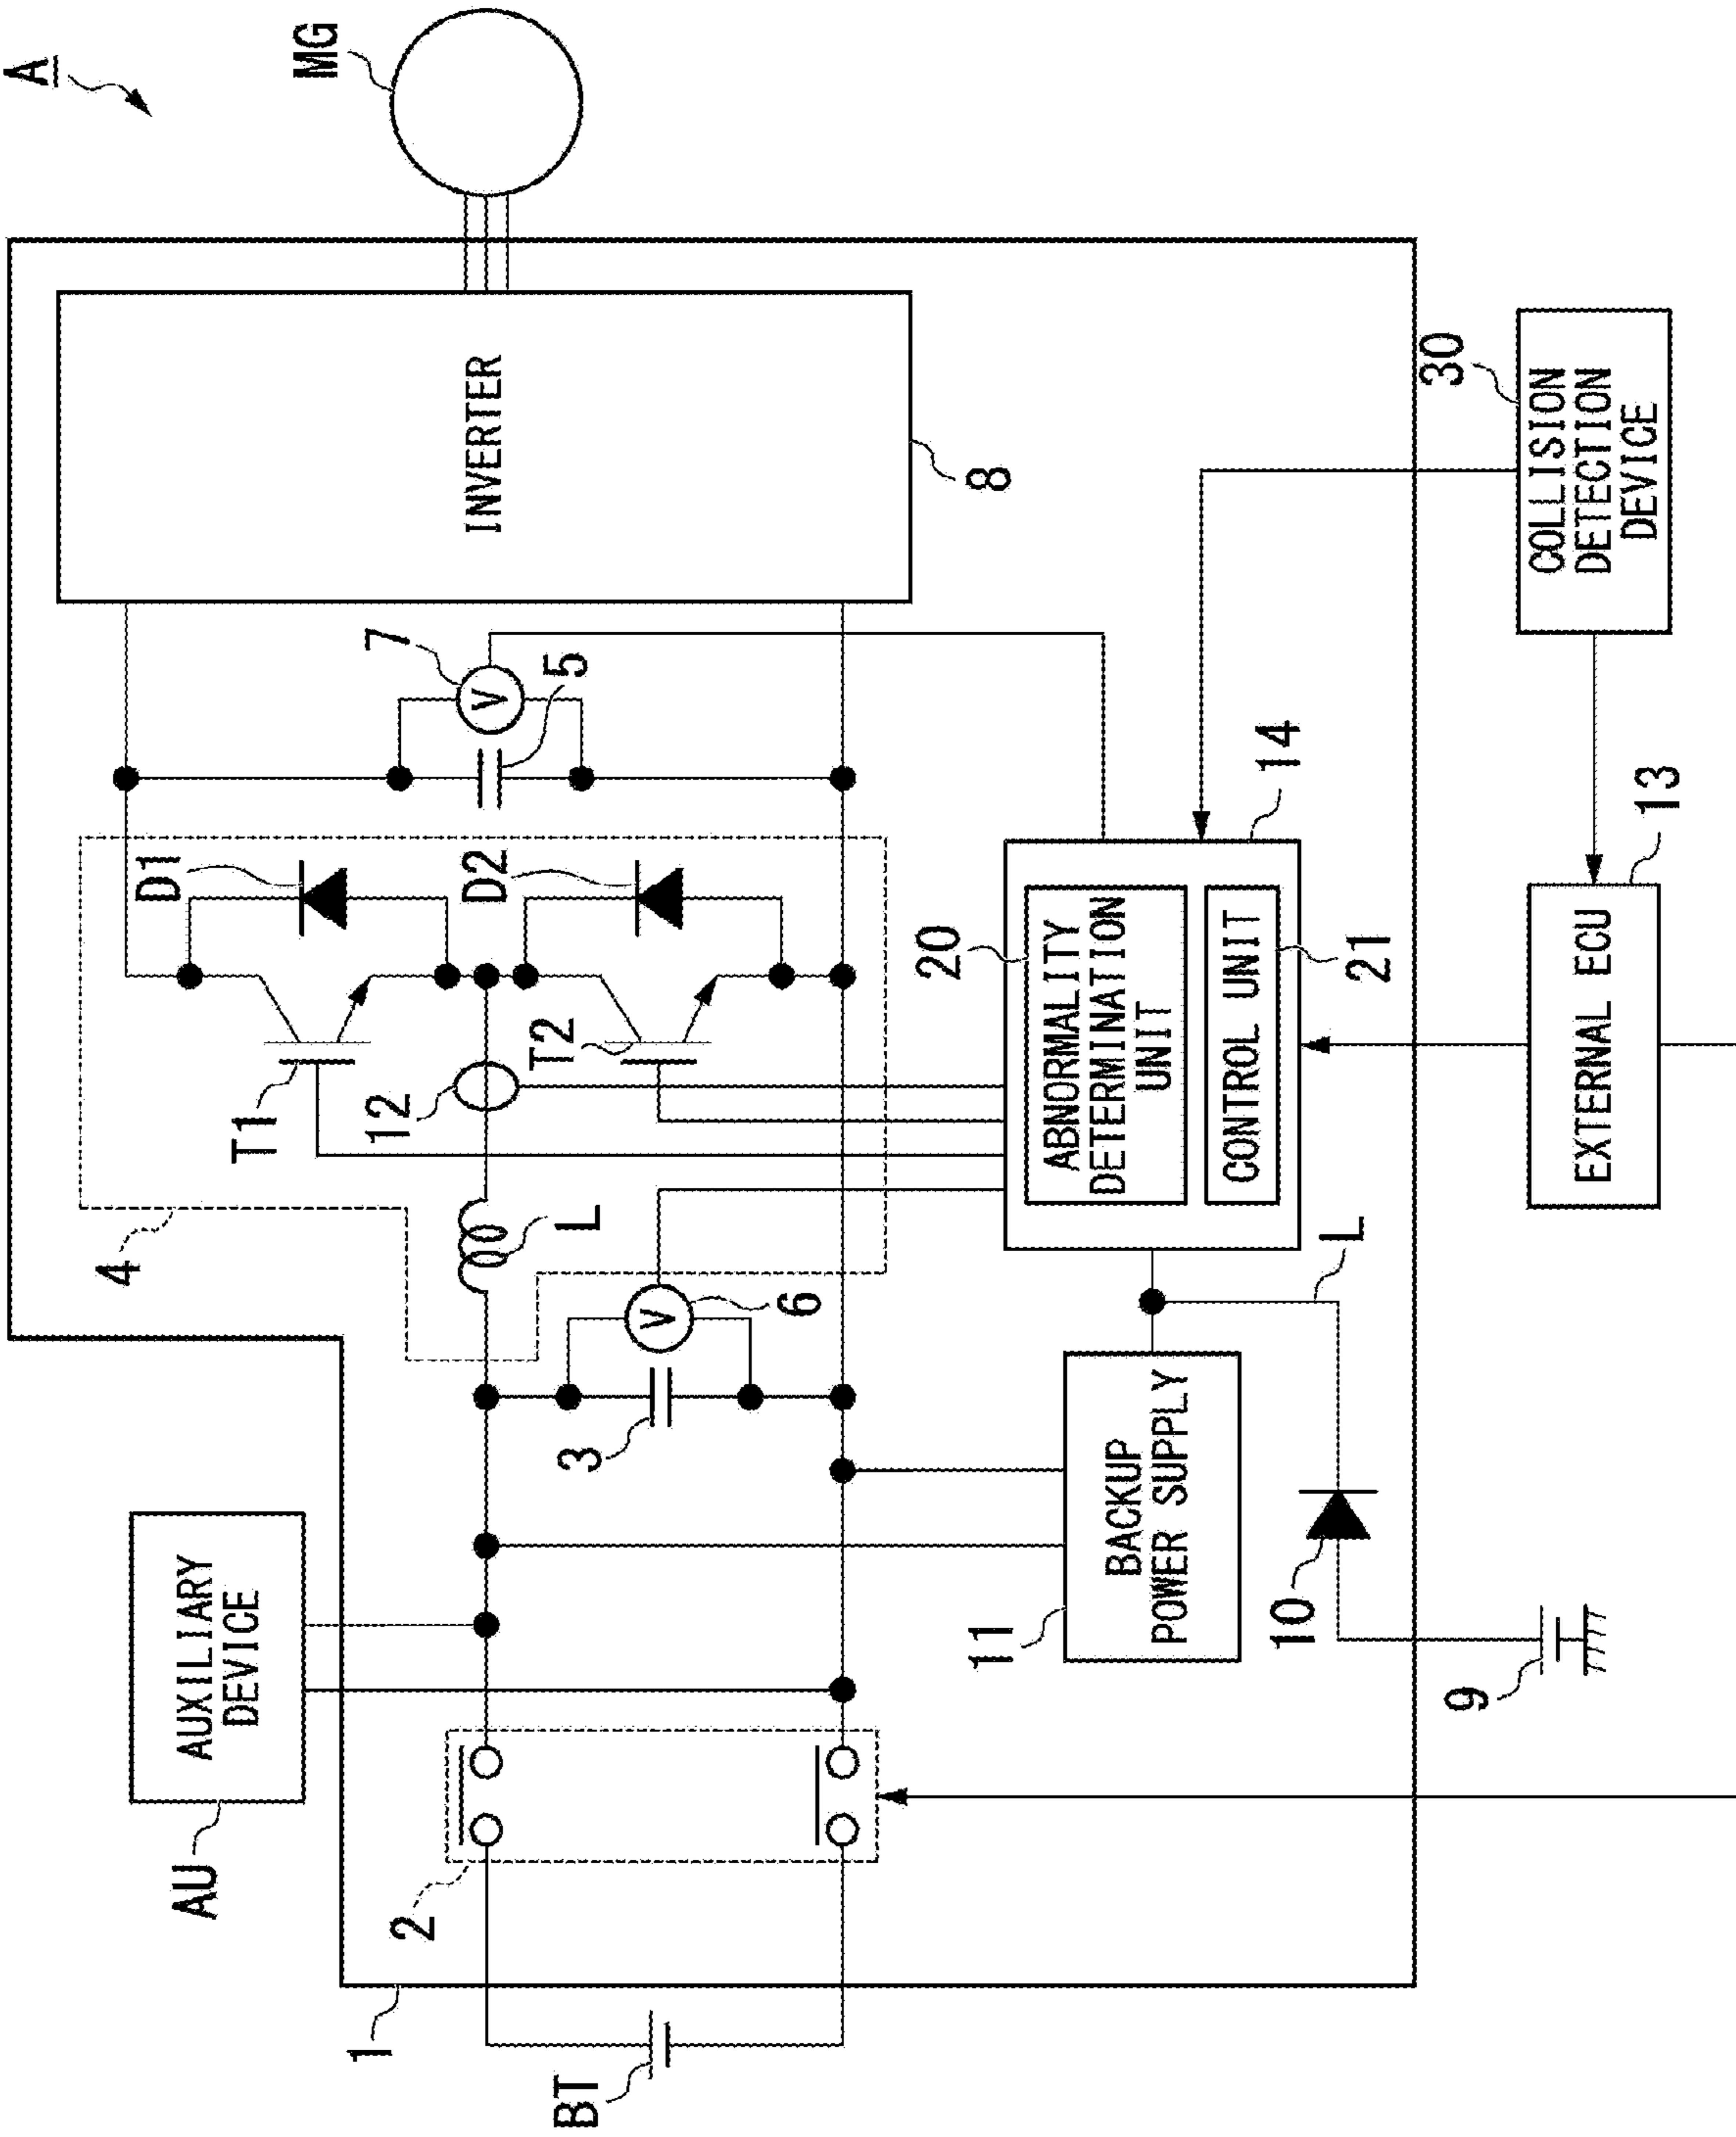 A
MG
INVERTER
8
7
V
5
D1
D2
T1
T2
12
4
L
V
6
3
ABNORMALITY
DETERMINATION
UNIT
20
CONTROL UNIT
21
14
COLLISION
DETECTION
DEVICE
30
EXTERNAL ECU
13
BACKUP
POWER SUPPLY
11
L
10
9
AUXILIARY
DEVICE
AU
2
1
BT